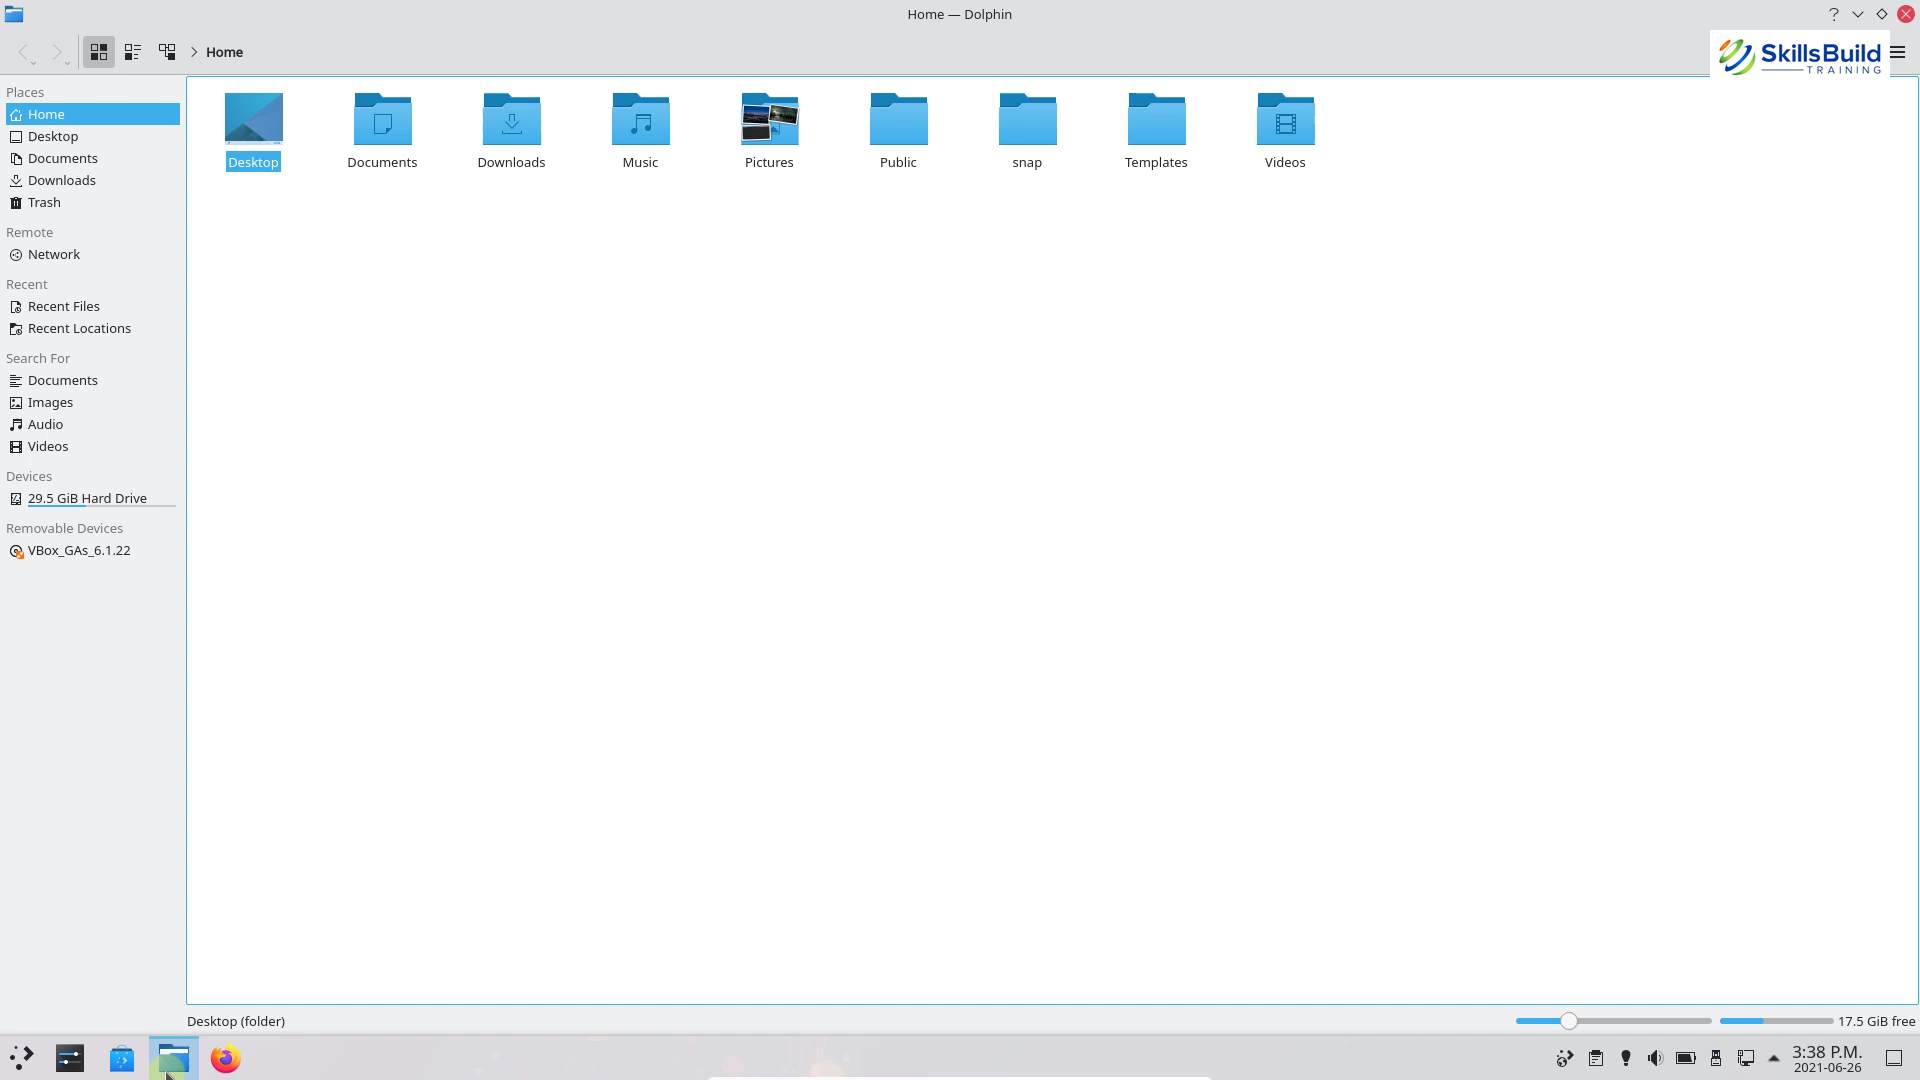 Home — Dolphin
Home
SkillsBuild
TRAINING
Places
Home
Desktop
Documents
Downloads
Trash
Remote
Network
Recent
Recent Files
Recent Locations
Search For
Documents
Images
Audio
Videos
Devices
29.5 GiB Hard Drive
Removable Devices
VBox_GAs_6.1.22
Desktop
Documents
Downloads
Music
Pictures
Public
snap
Templates
Videos
Desktop (folder)
17.5 GiB free
3:38 P.M.
2021-06-26